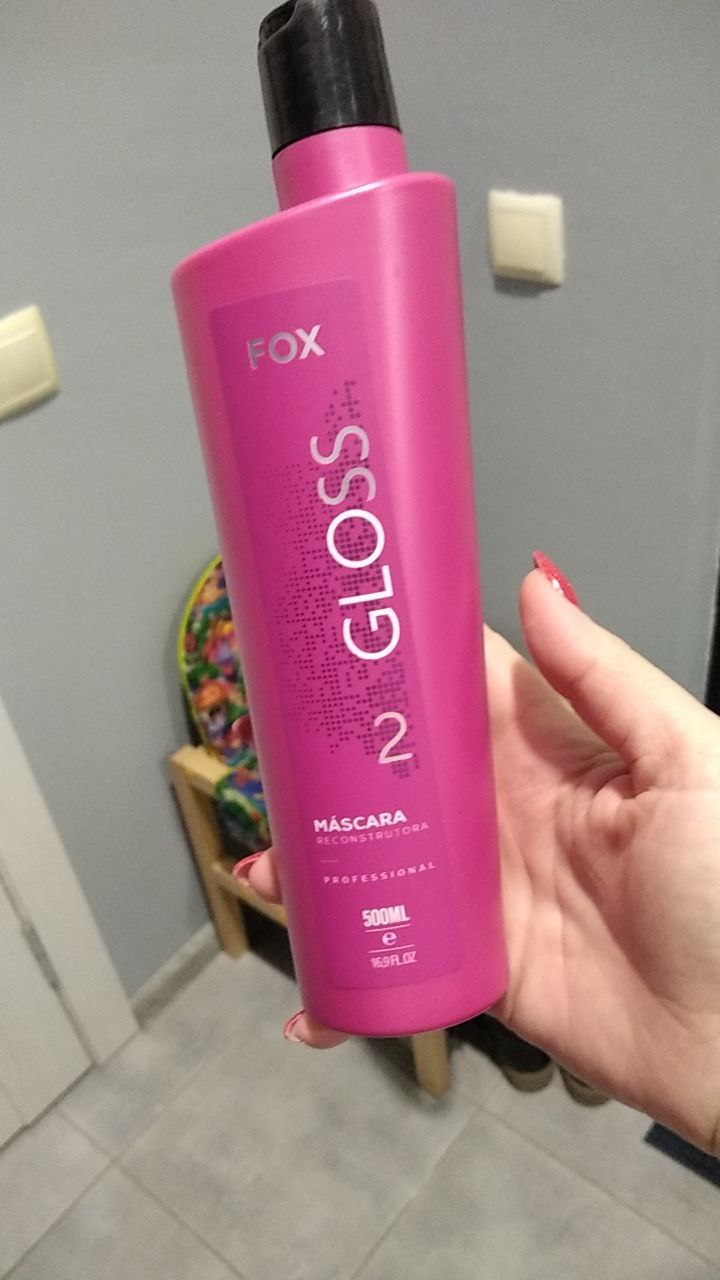 FOX
GLOSS
2
MÁSCARA
RECONSTRUTORA
PROFESSIONAL
500ML
e
16,9 FL.OZ